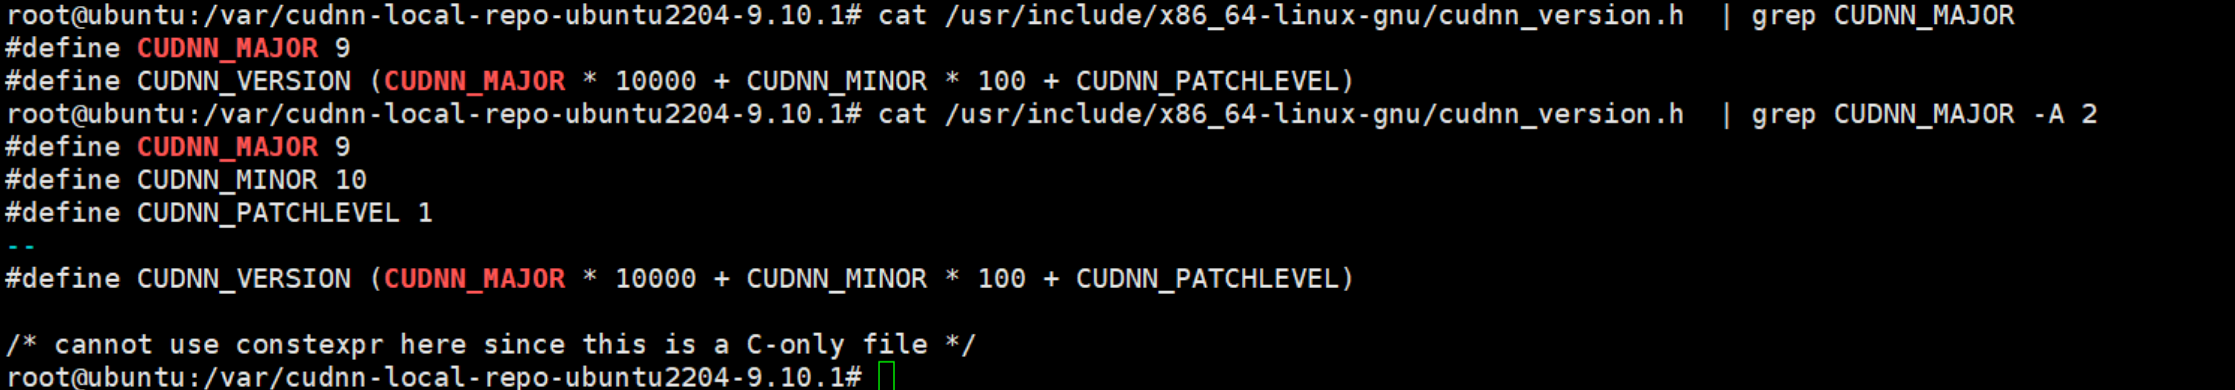 root@ubuntu:/var/cudnn-local-repo-ubuntu2204-9.10.1# cat /usr/include/x86_64-linux-gnu/cudnn_version.h  | grep CUDNN_MAJOR
#define CUDNN_MAJOR 9
#define CUDNN_VERSION (CUDNN_MAJOR * 10000 + CUDNN_MINOR * 100 + CUDNN_PATCHLEVEL)
root@ubuntu:/var/cudnn-local-repo-ubuntu2204-9.10.1# cat /usr/include/x86_64-linux-gnu/cudnn_version.h  | grep CUDNN_MAJOR -A 2
#define CUDNN_MAJOR 9
#define CUDNN_MINOR 10
#define CUDNN_PATCHLEVEL 1
--
#define CUDNN_VERSION (CUDNN_MAJOR * 10000 + CUDNN_MINOR * 100 + CUDNN_PATCHLEVEL)
/* cannot use constexpr here since this is a C-only file */
root@ubuntu:/var/cudnn-local-repo-ubuntu2204-9.10.1#